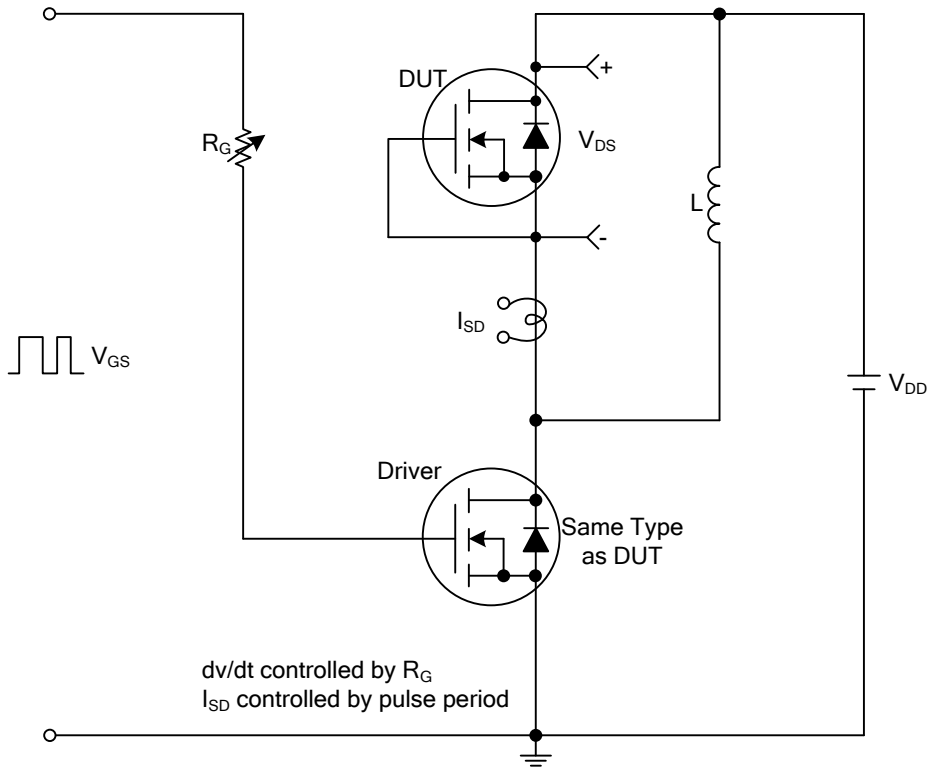 DUT
+
R_G
V_DS
L
-
I_SD
V_GS
V_DD
Driver
Same Type
as DUT
dv/dt controlled by R_G
I_SD controlled by pulse period